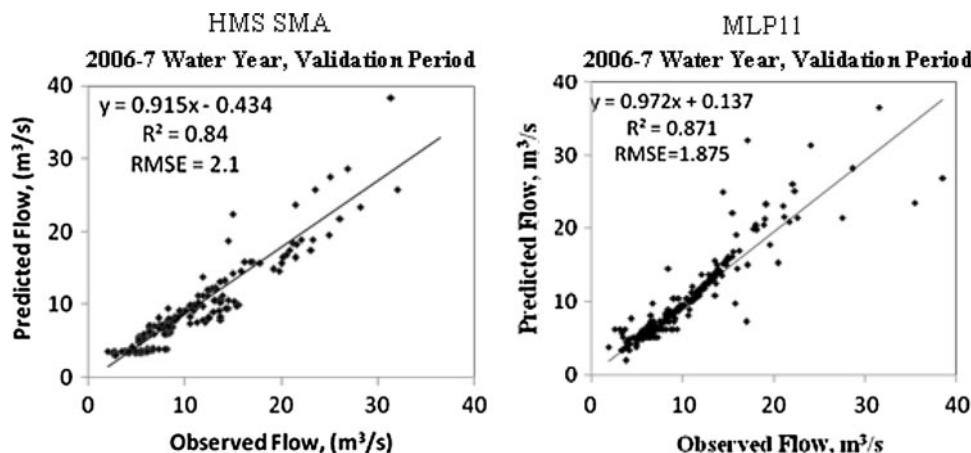 HMS SMA
2006-7 Water Year, Validation Period
y = 0.915x - 0.434
R² = 0.84
RMSE = 2.1
Predicted Flow, (m³/s)
40
30
20
10
0
0 10 20 30 40
Observed Flow, (m³/s)
MLP11
2006-7 Water Year, Validation Period
y = 0.972x + 0.137
R² = 0.871
RMSE=1.875
Predicted Flow, m³/s
40
30
20
10
0
0 10 20 30 40
Observed Flow, m³/s